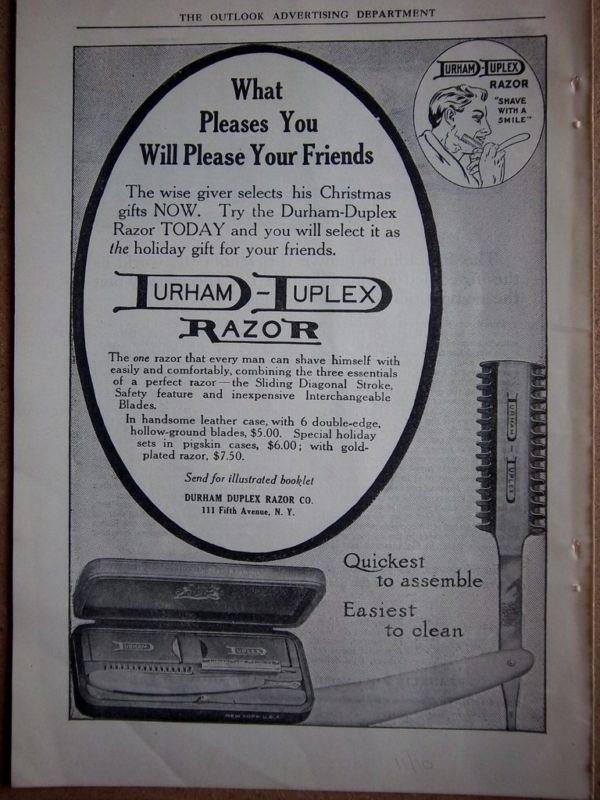 THE OUTLOOK ADVERTISING DEPARTMENT
DURHAM-DUPLEX
RAZOR
"SHAVE
WITH A
SMILE"
What
Pleases You
Will Please Your Friends
The wise giver selects his Christmas
gifts NOW. Try the Durham-Duplex
Razor TODAY and you will select it as
the holiday gift for your friends.
DURHAM-DUPLEX
RAZOR
The one razor that every man can shave himself with
easily and comfortably, combining the three essentials
of a perfect razor—the Sliding Diagonal Stroke,
Safety feature and inexpensive Interchangeable
Blades.
In handsome leather case, with 6 double-edge,
hollow-ground blades, $5.00. Special holiday
sets in pigskin cases, $6.00; with gold-
plated razor, $7.50.
Send for illustrated booklet
DURHAM DUPLEX RAZOR CO.
111 Fifth Avenue, N. Y.
DURHAM-DUPLEX
Quickest
to assemble
Easiest
to clean
DURHAM DUPLEX
NEW YORK U.S.A.